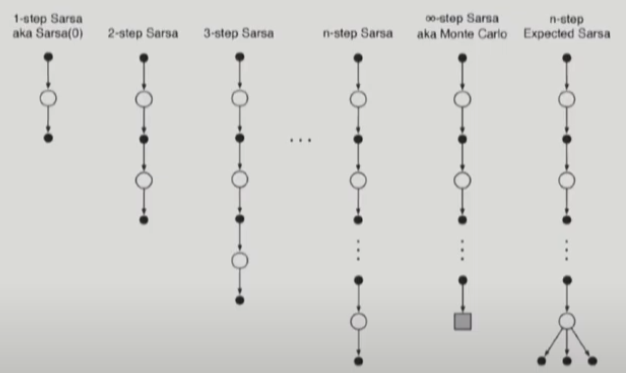 1-step Sarsa
aka Sarsa(0)
2-step Sarsa
3-step Sarsa
n-step Sarsa
∞-step Sarsa
aka Monte Carlo
n-step
Expected Sarsa